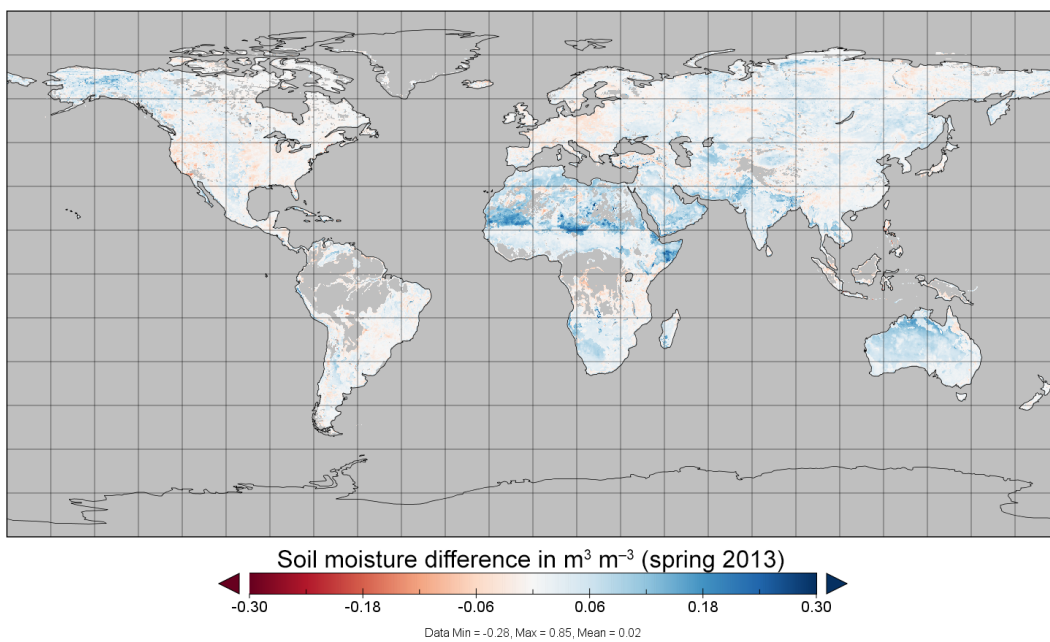 Soil moisture difference in m³ m⁻³ (spring 2013)
-0.30 -0.18 -0.06 0.06 0.18 0.30
Data Min = -0.28, Max = 0.85, Mean = 0.02